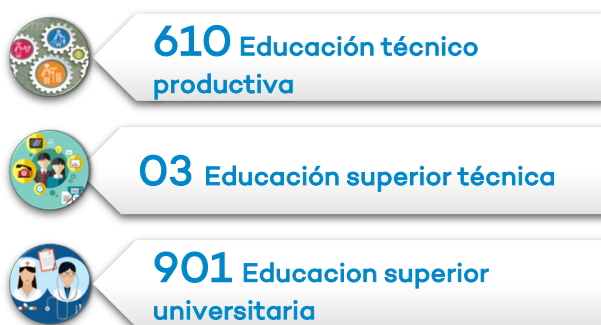 610 Educación técnico
productiva
03 Educación superior técnica
901 Educacion superior
universitaria